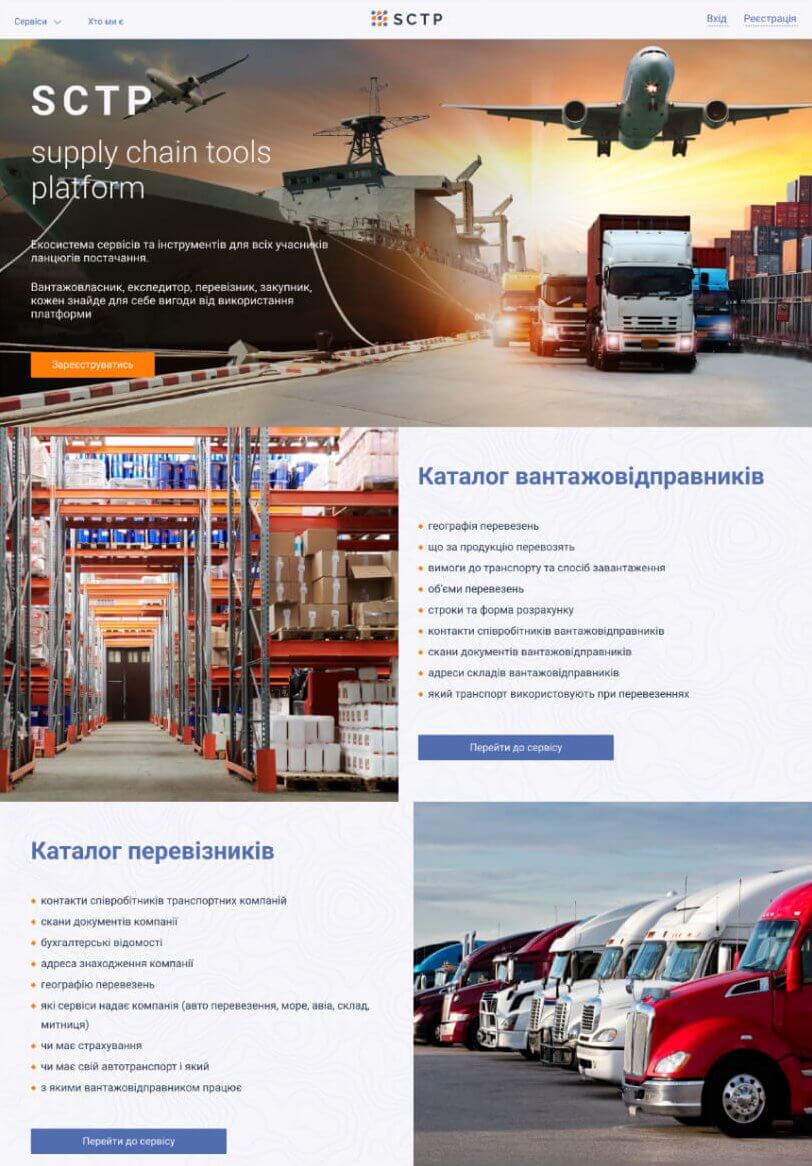 Сервіси
Хто ми є
SCTP
Вхід
Реєстрація
SCTP
supply chain tools
platform
Екосистема сервісів та інструментів для всіх учасників
ланцюгів постачання.
Вантажовласник, експедитор, перевізник, закупник,
кожен знайде для себе вигоди від використання
платформи
Зареєструватись
Каталог вантажовідправників
географія перевезень
що за продукцію перевозять
вимоги до транспорту та спосіб завантаження
об'єми перевезень
строки та форма розрахунку
контакти співробітників вантажовідправників
скани документів вантажовідправників
адреси складів вантажовідправників
який транспорт використовують при перевезеннях
Перейти до сервісу
Каталог перевізників
контакти співробітників транспортних компаній
скани документів компанії
бухгалтерські відомості
адреса знаходження компанії
географію перевезень
які сервіси надає компанія (авто перевезення, море, авіа, склад,
митниця)
чи має страхування
чи має свій автотранспорт і який
з якими вантажовідправником працює
Перейти до сервісу